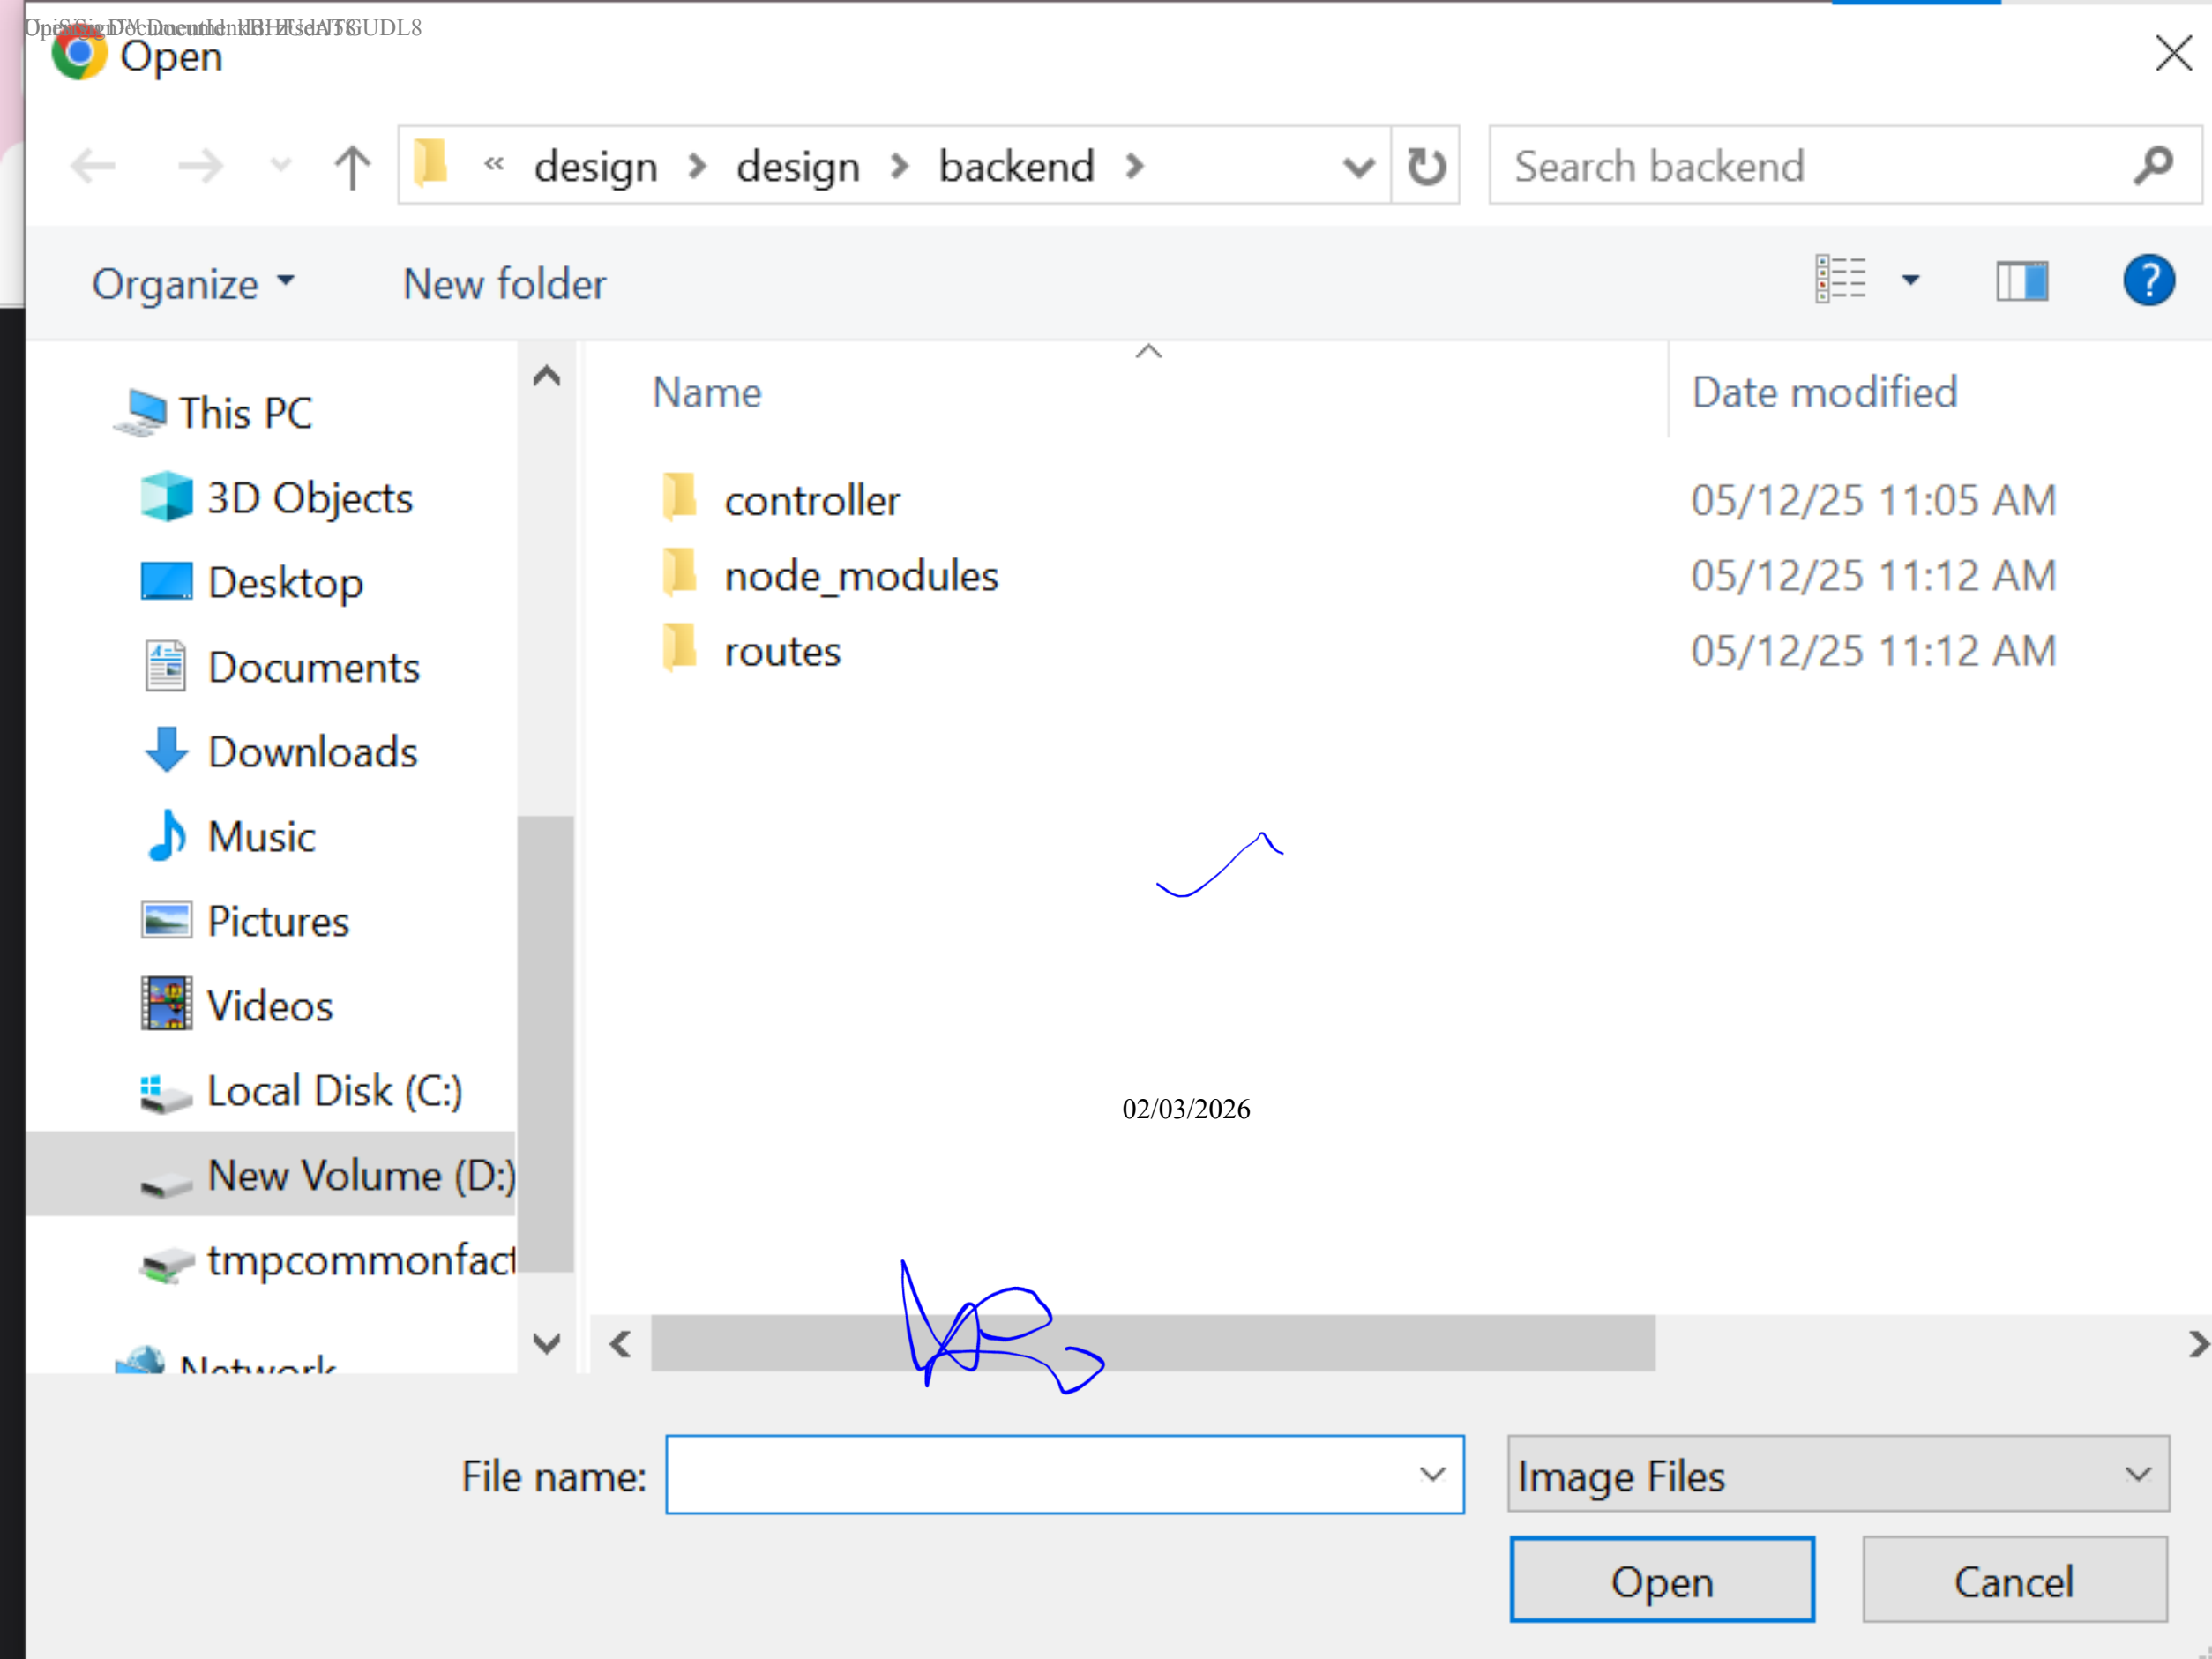 Open
« design > design > backend >
Search backend
Organize
New folder
Name
Date modified
This PC
3D Objects
Desktop
Documents
Downloads
Music
Pictures
Videos
Local Disk (C:)
New Volume (D:)
tmpcommonfact
Network
controller 05/12/25 11:05 AM
node_modules 05/12/25 11:12 AM
routes 05/12/25 11:12 AM
02/03/2026
File name:
Image Files
Open
Cancel